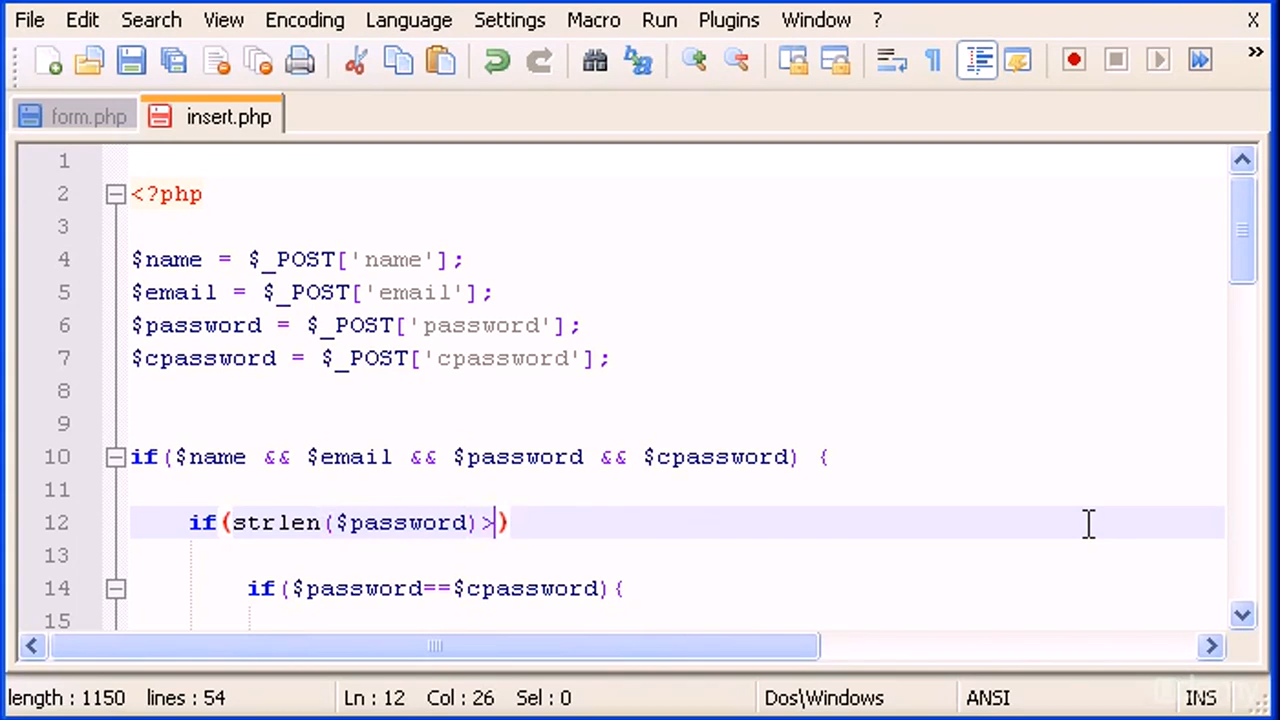 File Edit Search View Encoding Language Settings Macro Run Plugins Window ? X
form.php insert.php
1
2 <?php
3
4 $name = $_POST['name'];
5 $email = $_POST['email'];
6 $password = $_POST['password'];
7 $cpassword = $_POST['cpassword'];
8
9
10 if($name && $email && $password && $cpassword) {
11
12 if(strlen($password)>)
13
14 if($password==$cpassword){
15
length : 1150 lines : 54 Ln : 12 Col : 26 Sel : 0 Dos\Windows ANSI INS